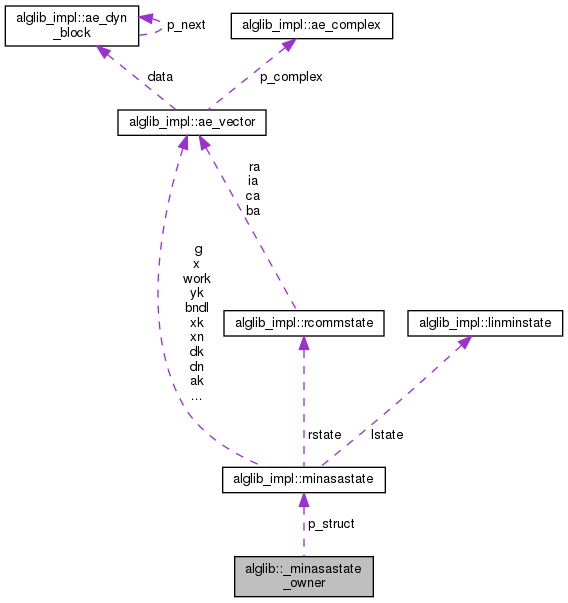 alglib_impl::ae_dyn
_block
p_next
alglib_impl::ae_complex
data
p_complex
alglib_impl::ae_vector
ra
ia
ca
ba
g
x
work
yk
bndl
xk
xn
dk
dn
ak
...
alglib_impl::rcommstate
alglib_impl::linminstate
rstate
lstate
alglib_impl::minasastate
p_struct
alglib::_minasastate
_owner